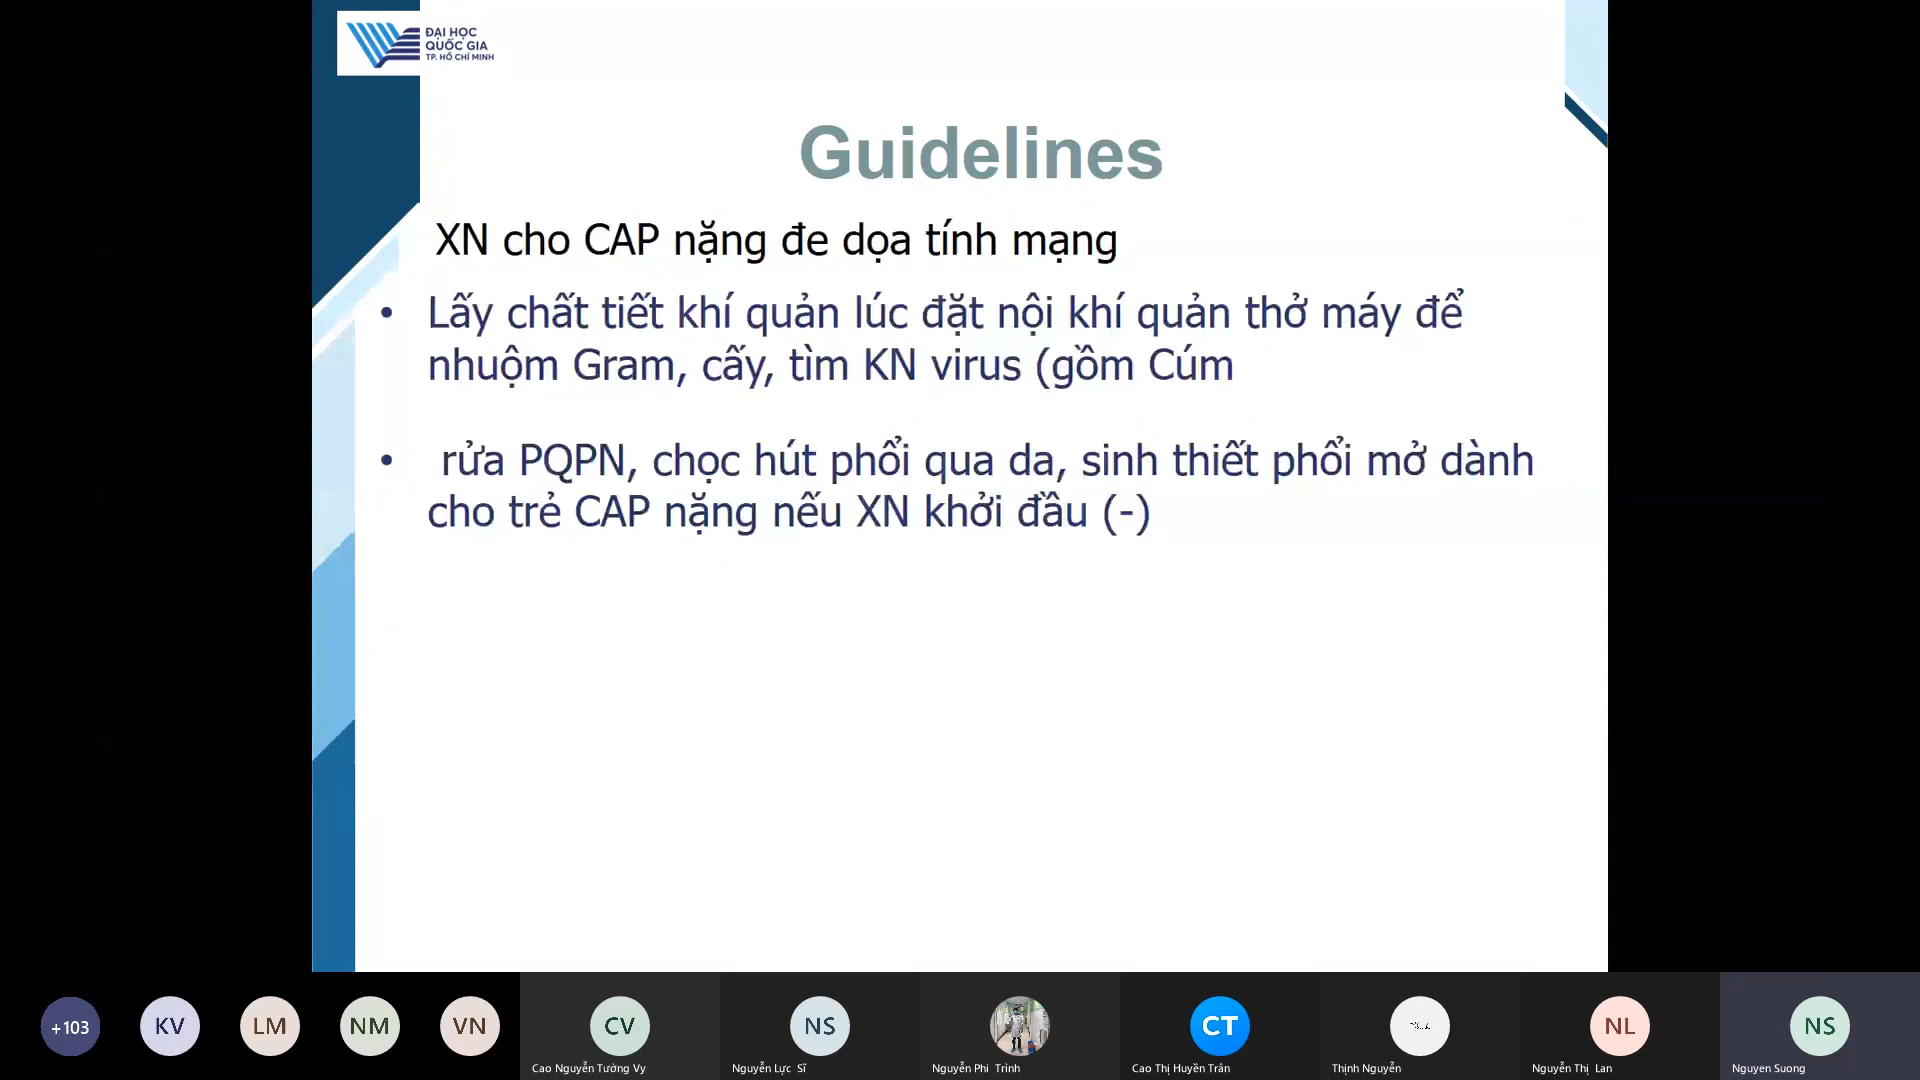 ĐẠI HỌC
QUỐC GIA
TP. HỒ CHÍ MINH
Guidelines
XN cho CAP nặng đe dọa tính mạng
• Lấy chất tiết khí quản lúc đặt nội khí quản thở máy để
nhuộm Gram, cấy, tìm KN virus (gồm Cúm
• rửa PQPN, chọc hút phổi qua da, sinh thiết phổi mở dành
cho trẻ CAP nặng nếu XN khởi đầu (-)
+103
KV
LM
NM
VN
CV
NS
CT
NL
NS
Cao Nguyễn Tường Vy
Nguyễn Lực Sĩ
Nguyễn Phi Trình
Cao Thị Huyền Trân
Thịnh Nguyễn
Nguyễn Thị Lan
Nguyen Suong